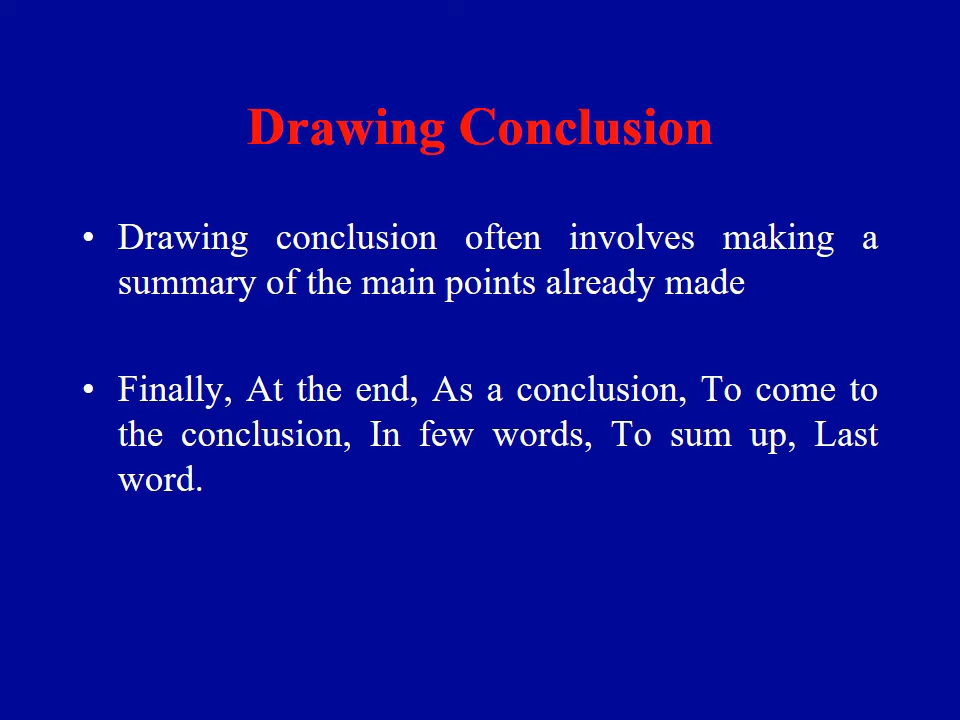 Drawing Conclusion
• Drawing conclusion often involves making a
summary of the main points already made
• Finally, At the end, As a conclusion, To come to
the conclusion, In few words, To sum up, Last
word.